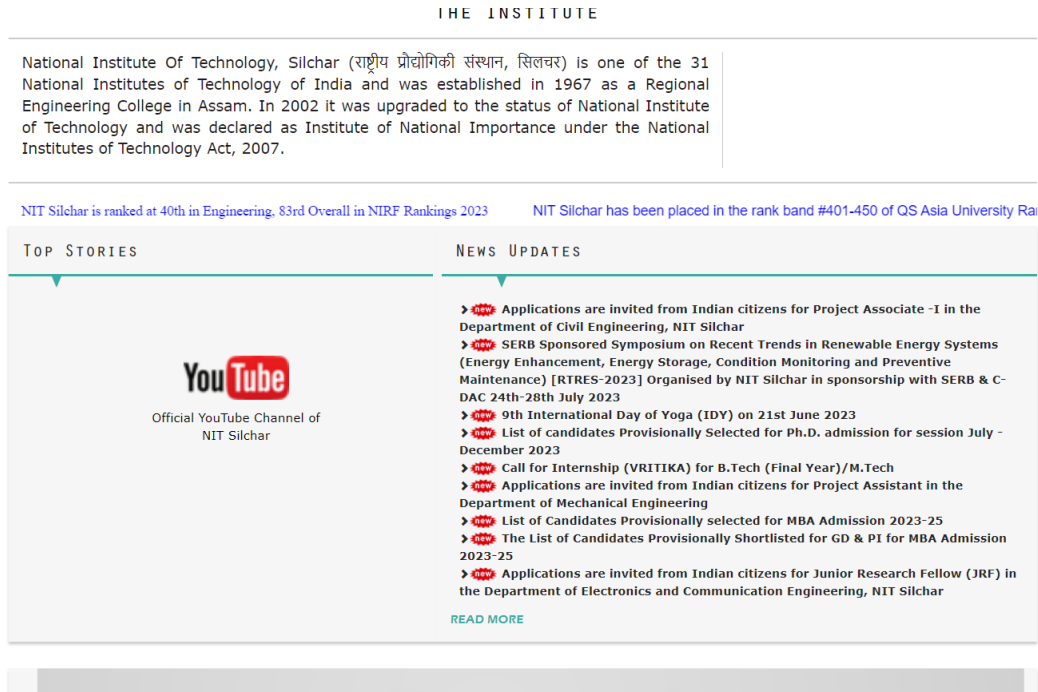 THE INSTITUTE
National Institute Of Technology, Silchar (राष्ट्रीय प्रौद्योगिकी संस्थान, सिलचर) is one of the 31
National Institutes of Technology of India and was established in 1967 as a Regional
Engineering College in Assam. In 2002 it was upgraded to the status of National Institute
of Technology and was declared as Institute of National Importance under the National
Institutes of Technology Act, 2007.
NIT Silchar is ranked at 40th in Engineering, 83rd Overall in NIRF Rankings 2023
NIT Silchar has been placed in the rank band #401-450 of QS Asia University
TOP STORIES
YouTube
Official YouTube Channel of
NIT Silchar
NEWS UPDATES
new Applications are invited from Indian citizens for Project Associate -I in the
Department of Civil Engineering, NIT Silchar
new SERB Sponsored Symposium on Recent Trends in Renewable Energy Systems
(Energy Enhancement, Energy Storage, Condition Monitoring and Preventive
Maintenance) [RTRES-2023] Organised by NIT Silchar in sponsorship with SERB & C-
DAC 24th-28th July 2023
new 9th International Day of Yoga (IDY) on 21st June 2023
new List of candidates Provisionally Selected for Ph.D. admission for session July -
December 2023
new Call for Internship (VRITIKA) for B.Tech (Final Year)/M.Tech
new Applications are invited from Indian citizens for Project Assistant in the
Department of Mechanical Engineering
new List of Candidates Provisionally selected for MBA Admission 2023-25
new The List of Candidates Provisionally Shortlisted for GD & PI for MBA Admission
2023-25
new Applications are invited from Indian citizens for Junior Research Fellow (JRF) in
the Department of Electronics and Communication Engineering, NIT Silchar
READ MORE